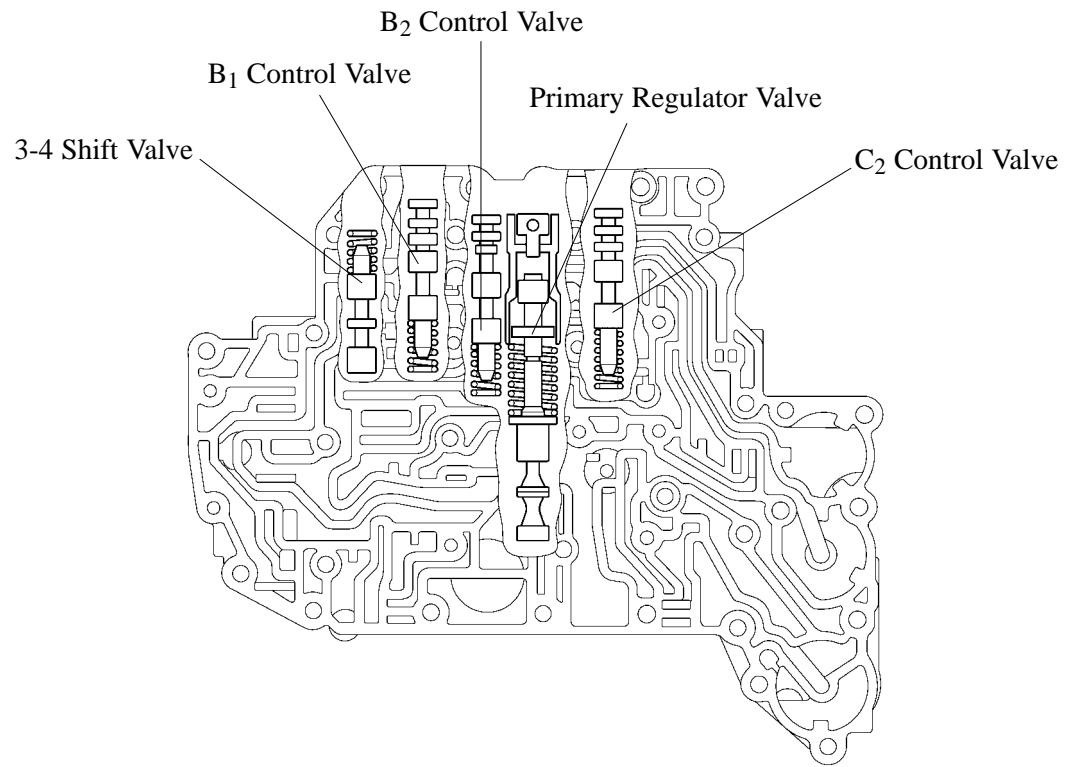 B₂ Control Valve
B₁ Control Valve
Primary Regulator Valve
3-4 Shift Valve
C₂ Control Valve